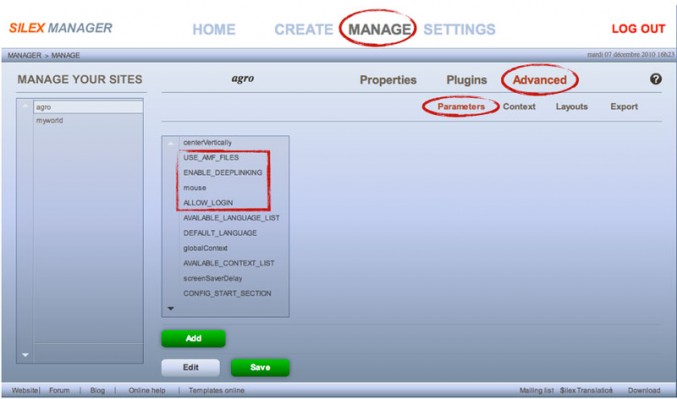 SILEX MANAGER HOME CREATE MANAGE SETTINGS LOG OUT
MANAGER > MANAGE mardi 07 décembre 2010 16h23
MANAGE YOUR SITES agro Properties Plugins Advanced ?
Parameters Context Layouts Export
agro
myworld
centerVertically
USE_AMF_FILES
ENABLE_DEEPLINKING
mouse
ALLOW_LOGIN
AVAILABLE_LANGUAGE_LIST
DEFAULT_LANGUAGE
globalContext
AVAILABLE_CONTEXT_LIST
screenSaverDelay
CONFIG_START_SECTION
Add
Edit Save
Website | Forum | Blog | Online help | Templates online Mailing list Silex Translation Download